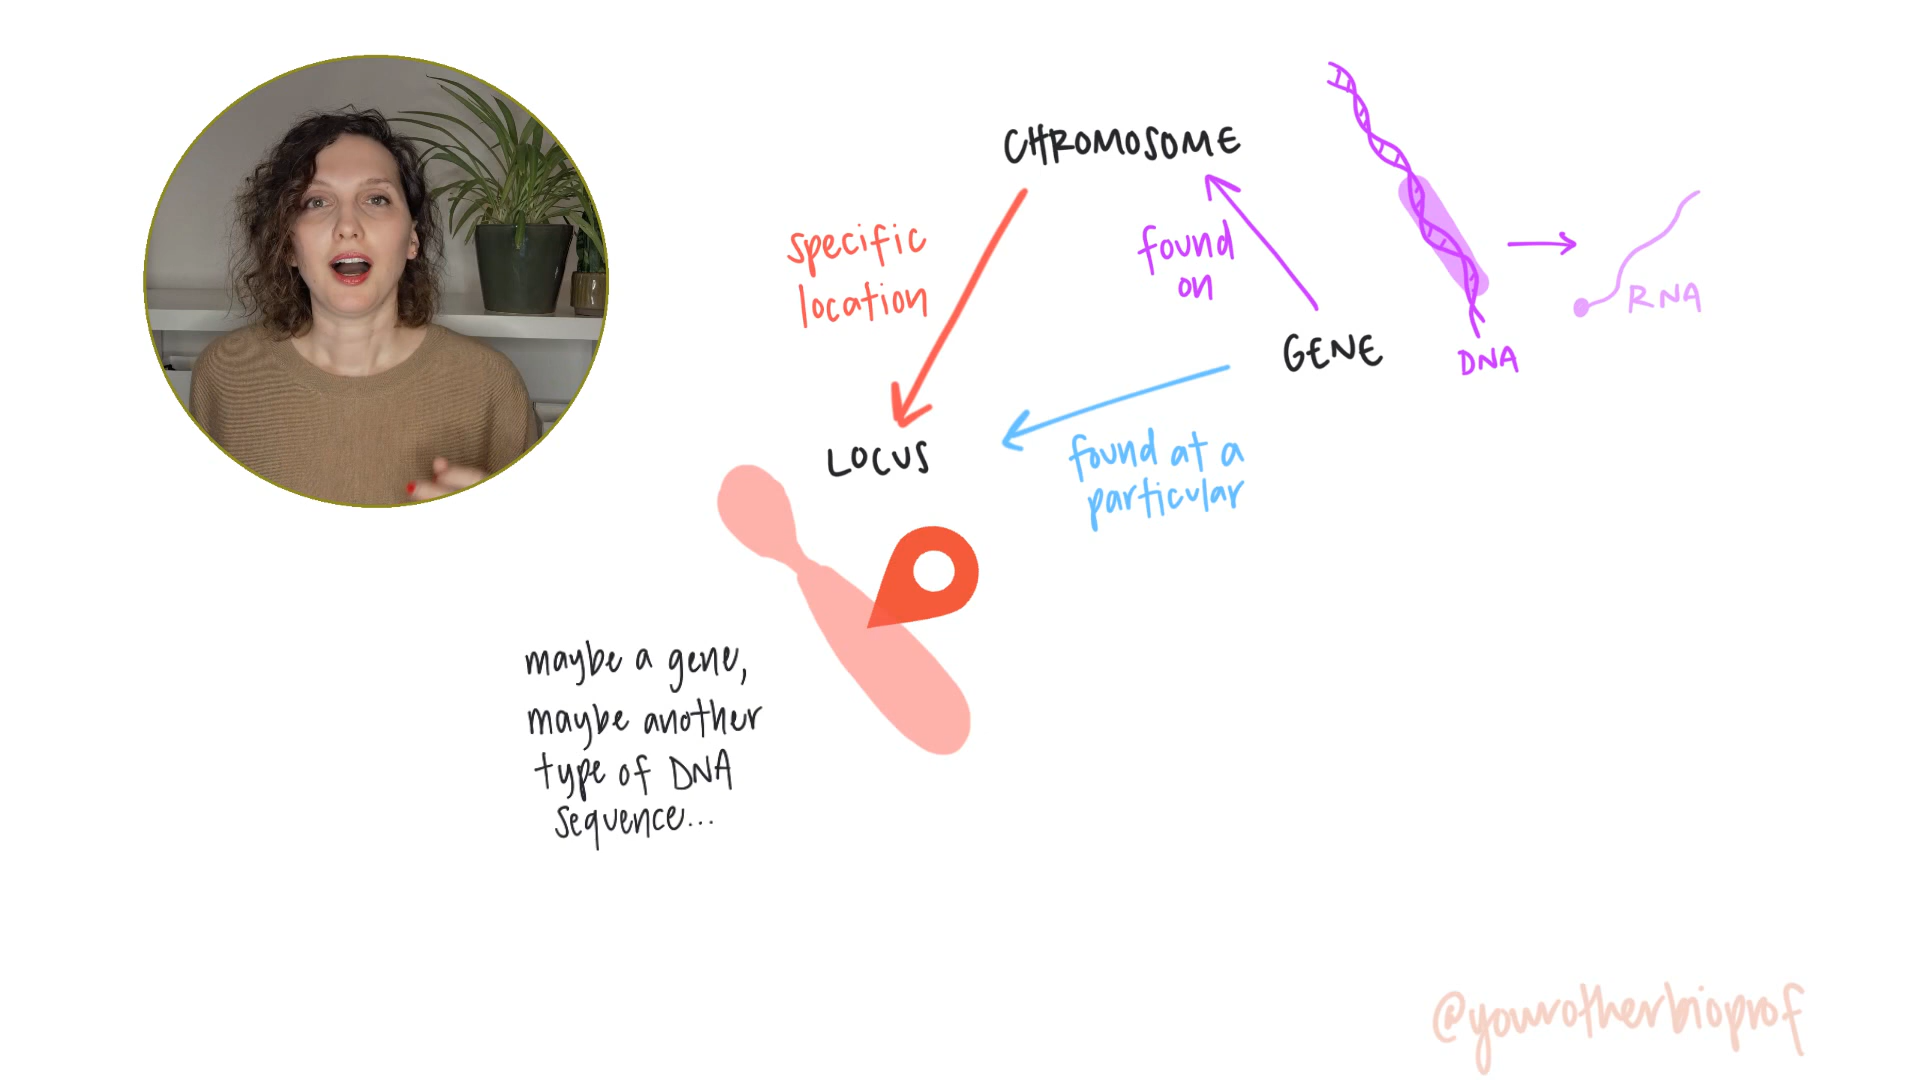 CHROMOSOME
specific
location
found
on
RNA
GENE
DNA
LOCUS
found at a
particular
maybe a gene,
maybe another
type of DNA
sequence...
@yourotherbioprof